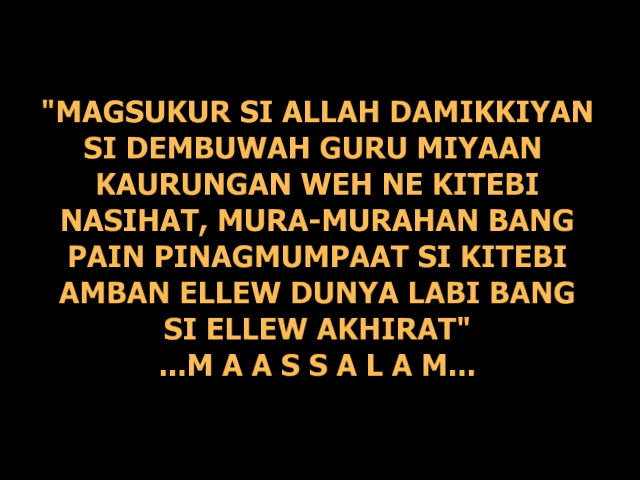 "MAGSUKUR SI ALLAH DAMIKKIYAN
SI DEMBUWAH GURU MIYAAN
KAURUNGAN WEH NE KITEBI
NASIHAT, MURA-MURAHAN BANG
PAIN PINAGMUMPAAT SI KITEBI
AMBAN ELLEW DUNYA LABI BANG
SI ELLEW AKHIRAT"
...M A A S S A L A M...